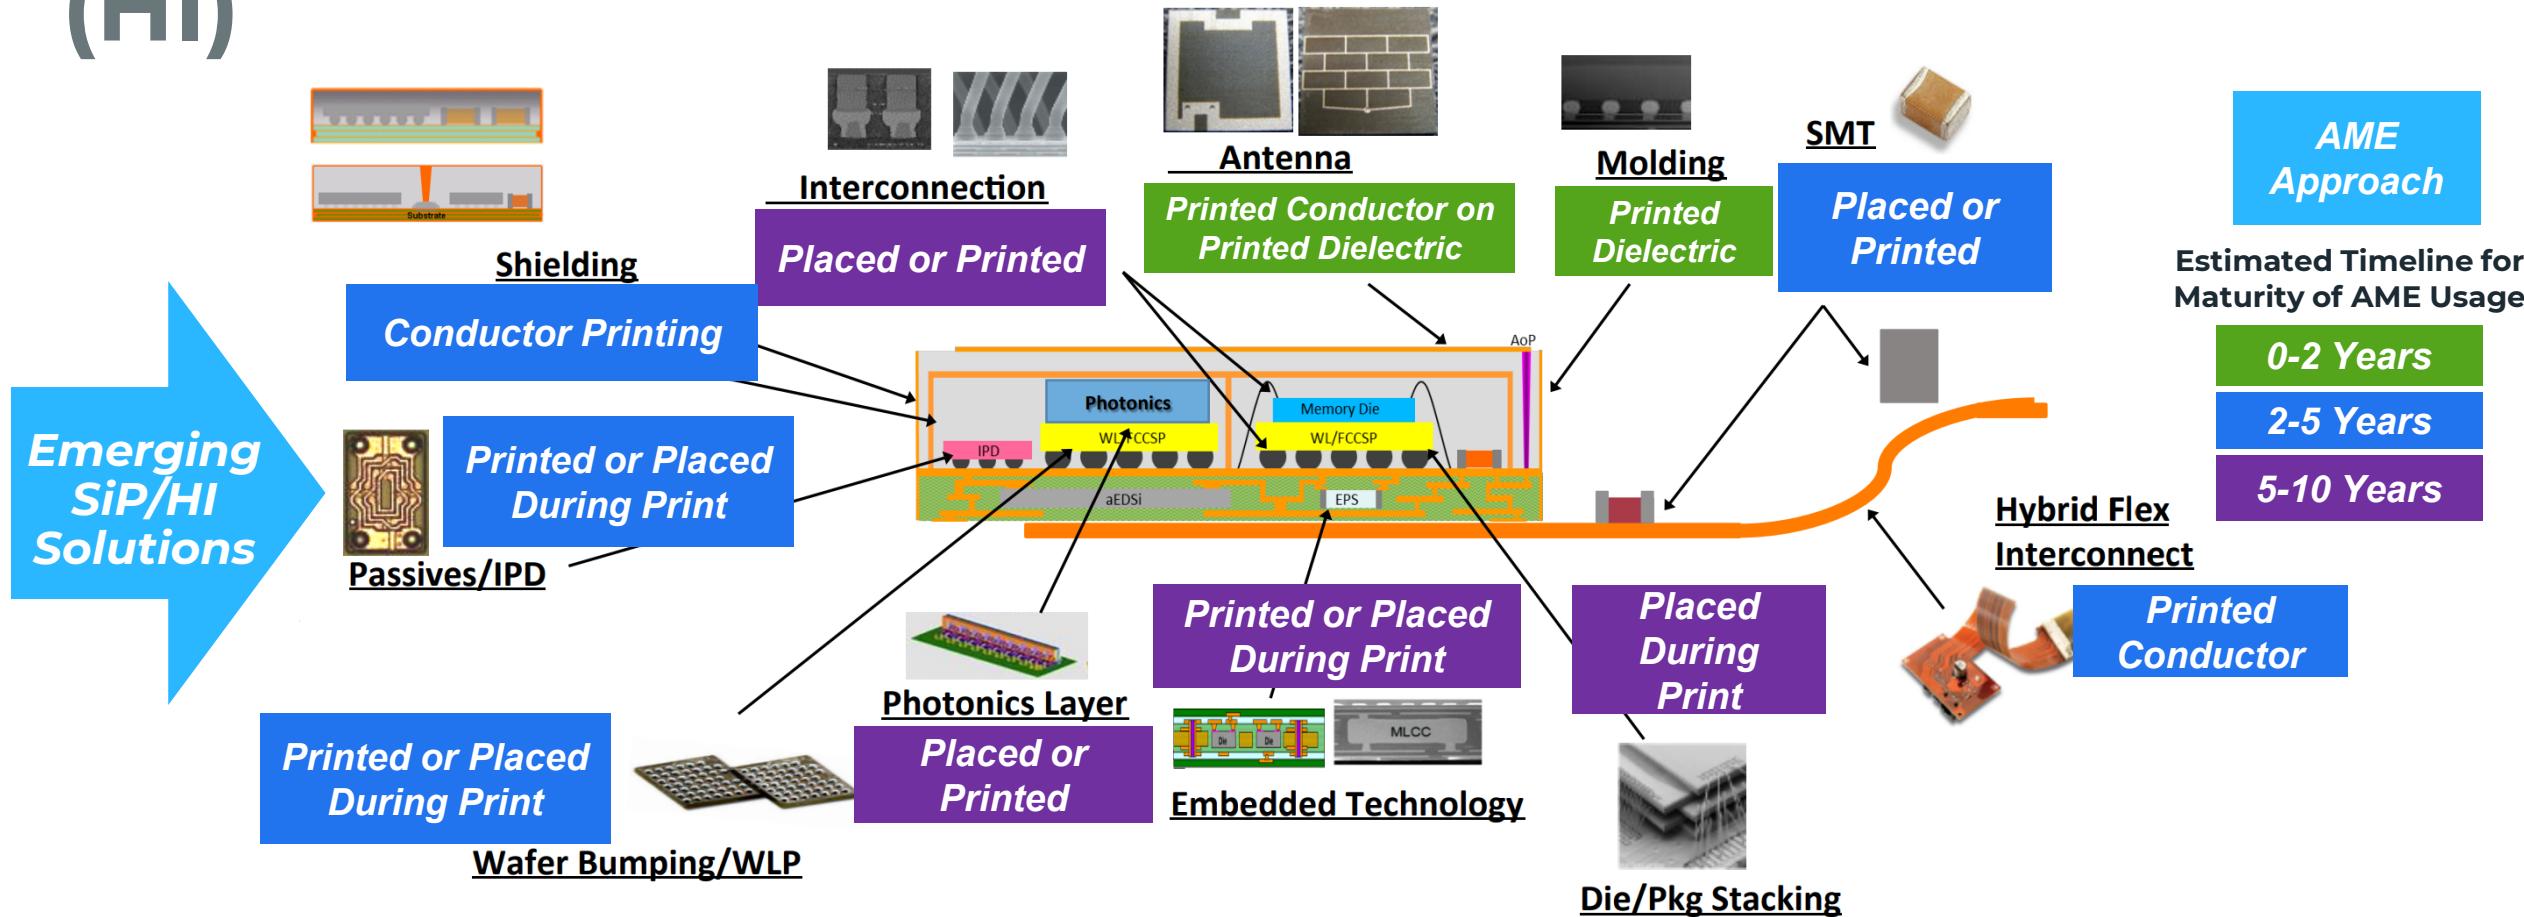 (HI)
Emerging
SiP/HI
Solutions
Substrate
Shielding
Conductor Printing
Interconnection
Placed or Printed
Antenna
Printed Conductor on
Printed Dielectric
Molding
Printed
Dielectric
SMT
Placed or
Printed
AME
Approach
Estimated Timeline for
Maturity of AME Usage
0-2 Years
2-5 Years
5-10 Years
AoP
Photonics
WL/FCCSP
IPD
Memory Die
WL/FCCSP
aEDSi
EPS
Printed or Placed
During Print
Passives/IPD
Hybrid Flex
Interconnect
Printed
Conductor
Printed or Placed
During Print
Wafer Bumping/WLP
Photonics Layer
Placed or
Printed
Printed or Placed
During Print
Die
Die
MLCC
Embedded Technology
Placed
During
Print
Die/Pkg Stacking